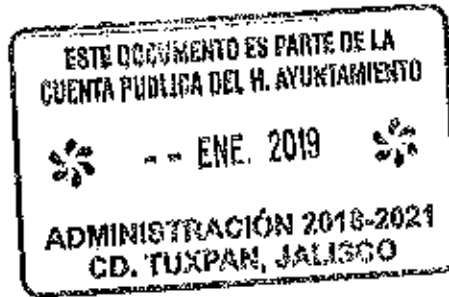 ESTE DOCUMENTO ES PARTE DE LA
CUENTA PUBLICA DEL H. AYUNTAMIENTO
-- ENE. 2019
ADMINISTRACIÓN 2018-2021
CD. TUXPAN, JALISCO